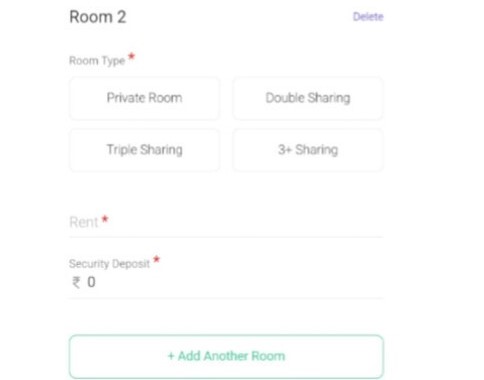 Room 2 Delete
Room Type *
Private Room Double Sharing
Triple Sharing 3+ Sharing
Rent *
Security Deposit *
₹ 0
+ Add Another Room